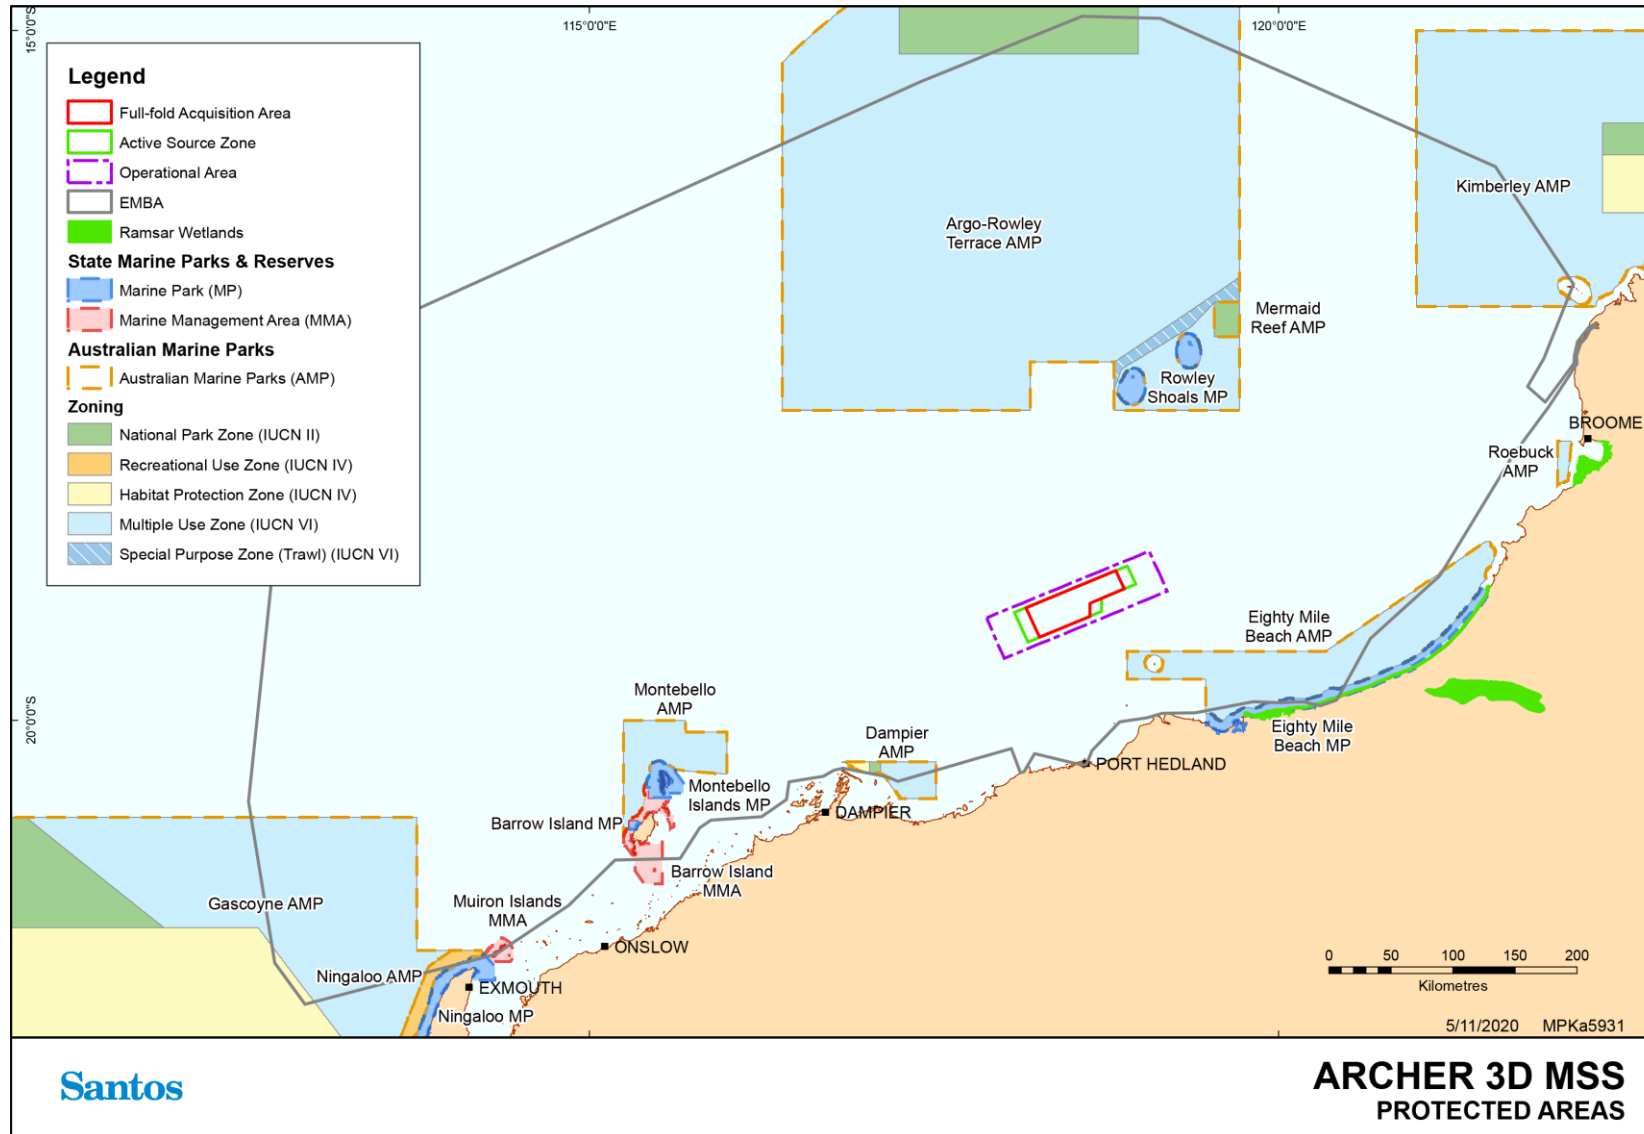 15°0'0"S
115°0'0"E
120°0'0"E
Legend
Full-fold Acquisition Area
Active Source Zone
Operational Area
EMBA
Ramsar Wetlands
State Marine Parks & Reserves
Marine Park (MP)
Marine Management Area (MMA)
Australian Marine Parks
Australian Marine Parks (AMP)
Zoning
National Park Zone (IUCN II)
Recreational Use Zone (IUCN IV)
Habitat Protection Zone (IUCN IV)
Multiple Use Zone (IUCN VI)
Special Purpose Zone (Trawl) (IUCN VI)
Kimberley AMP
Argo-Rowley
Terrace AMP
Mermaid
Reef AMP
Rowley
Shoals MP
BROOME
Roebuck
AMP
Eighty Mile
Beach AMP
Montebello
AMP
20°0'0"S
Dampier
AMP
Eighty Mile
Beach MP
PORT HEDLAND
Montebello
Islands MP
Barrow Island MP
DAMPIER
Barrow Island
MMA
Gascoyne AMP
Muiron Islands
MMA
ONSLOW
Ningaloo AMP
EXMOUTH
Ningaloo MP
0 50 100 150 200
Kilometres
5/11/2020 MPKa5931
Santos
ARCHER 3D MSS
PROTECTED AREAS